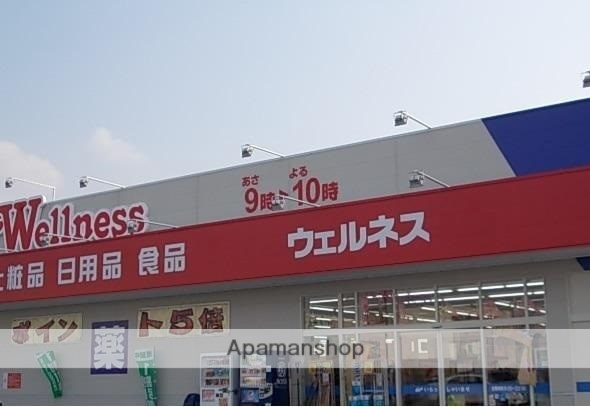 Wellness
あさ よる
9時▶10時
粧品 日用品 食品
ウェルネス
ポイント5倍
薬
Apamanshop